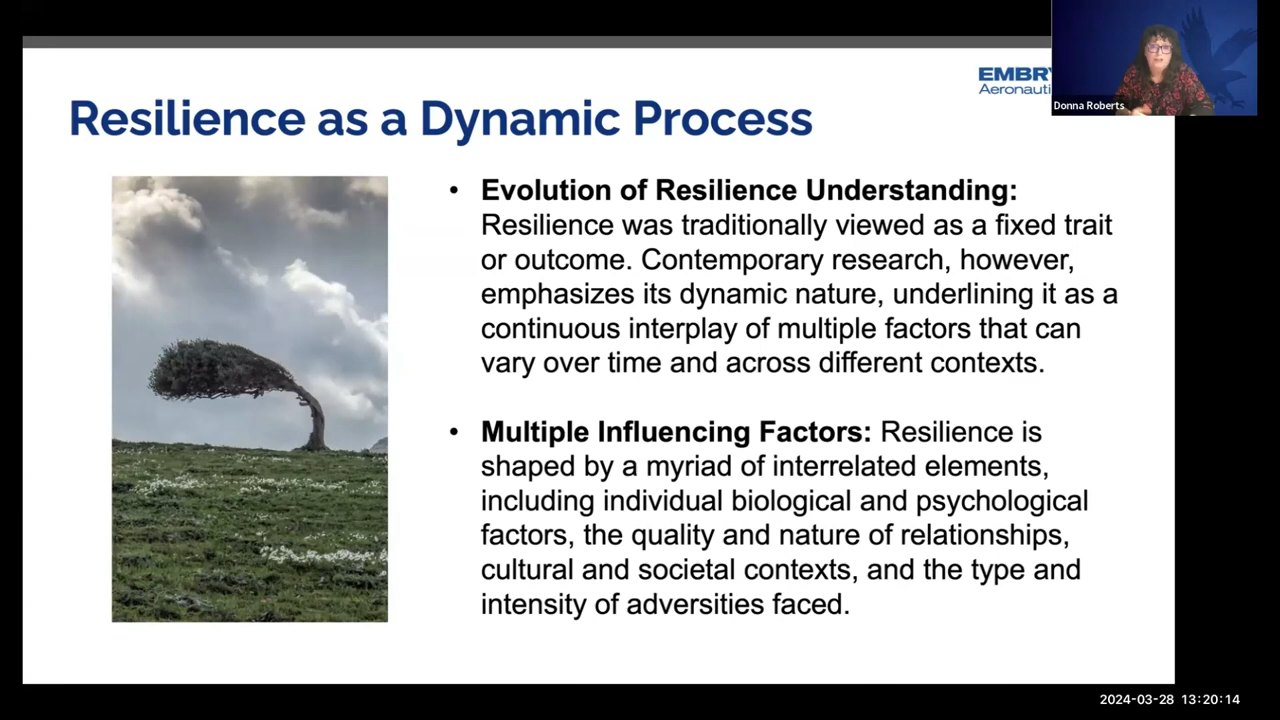 EMBRY
Aeronauti
Donna Roberts
Resilience as a Dynamic Process
• Evolution of Resilience Understanding:
Resilience was traditionally viewed as a fixed trait
or outcome. Contemporary research, however,
emphasizes its dynamic nature, underlining it as a
continuous interplay of multiple factors that can
vary over time and across different contexts.
• Multiple Influencing Factors: Resilience is
shaped by a myriad of interrelated elements,
including individual biological and psychological
factors, the quality and nature of relationships,
cultural and societal contexts, and the type and
intensity of adversities faced.
2024-03-28 13:20:14